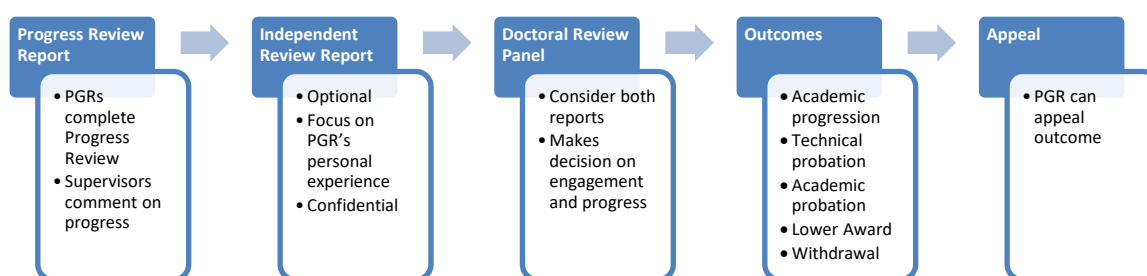 Progress Review
Report
• PGRs
complete
Progress
Review
• Supervisors
comment on
progress
Independent
Review Report
• Optional
• Focus on
PGR's
personal
experience
• Confidential
Doctoral Review
Panel
• Consider both
reports
• Makes
decision on
engagement
and progress
Outcomes
• Academic
progression
• Technical
probation
• Academic
probation
• Lower Award
• Withdrawal
Appeal
• PGR can
appeal
outcome